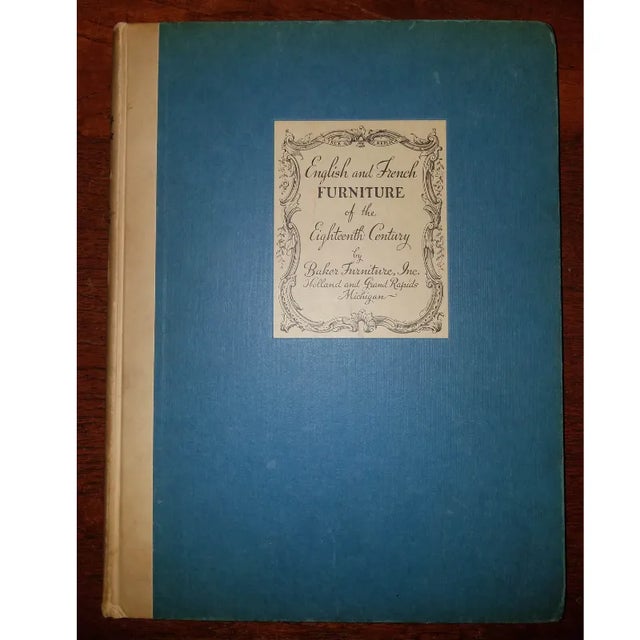 English and French
FURNITURE
of the
Eighteenth Century
by
Baker Furniture, Inc.
Holland and Grand Rapids
Michigan